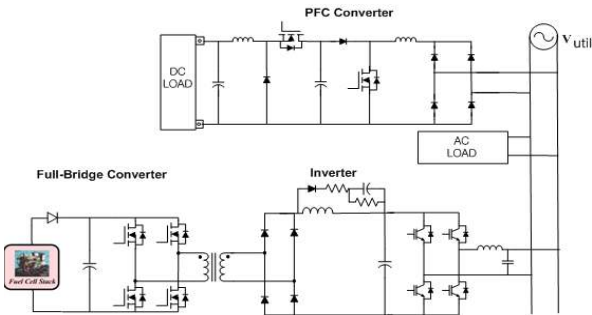 PFC Converter
V util
DC
LOAD
AC
LOAD
Full-Bridge Converter
Inverter
Fuel Cell Stack